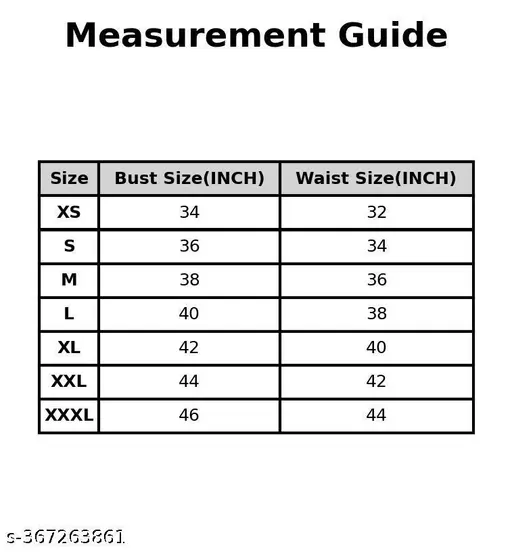 Measurement Guide
Size Bust Size(INCH) Waist Size(INCH)
XS 34 32
S 36 34
M 38 36
L 40 38
XL 42 40
XXL 44 42
XXXL 46 44
s-367263861